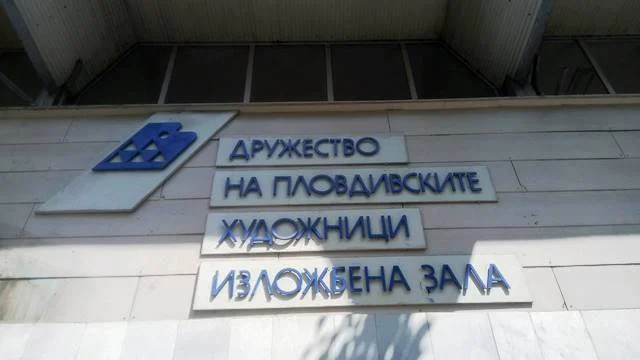 ДРУЖЕСТВО
НА ПЛОВДИВСКИТЕ
ХУДОЖНИЦИ
ИЗЛОЖБЕНА ЗАЛА